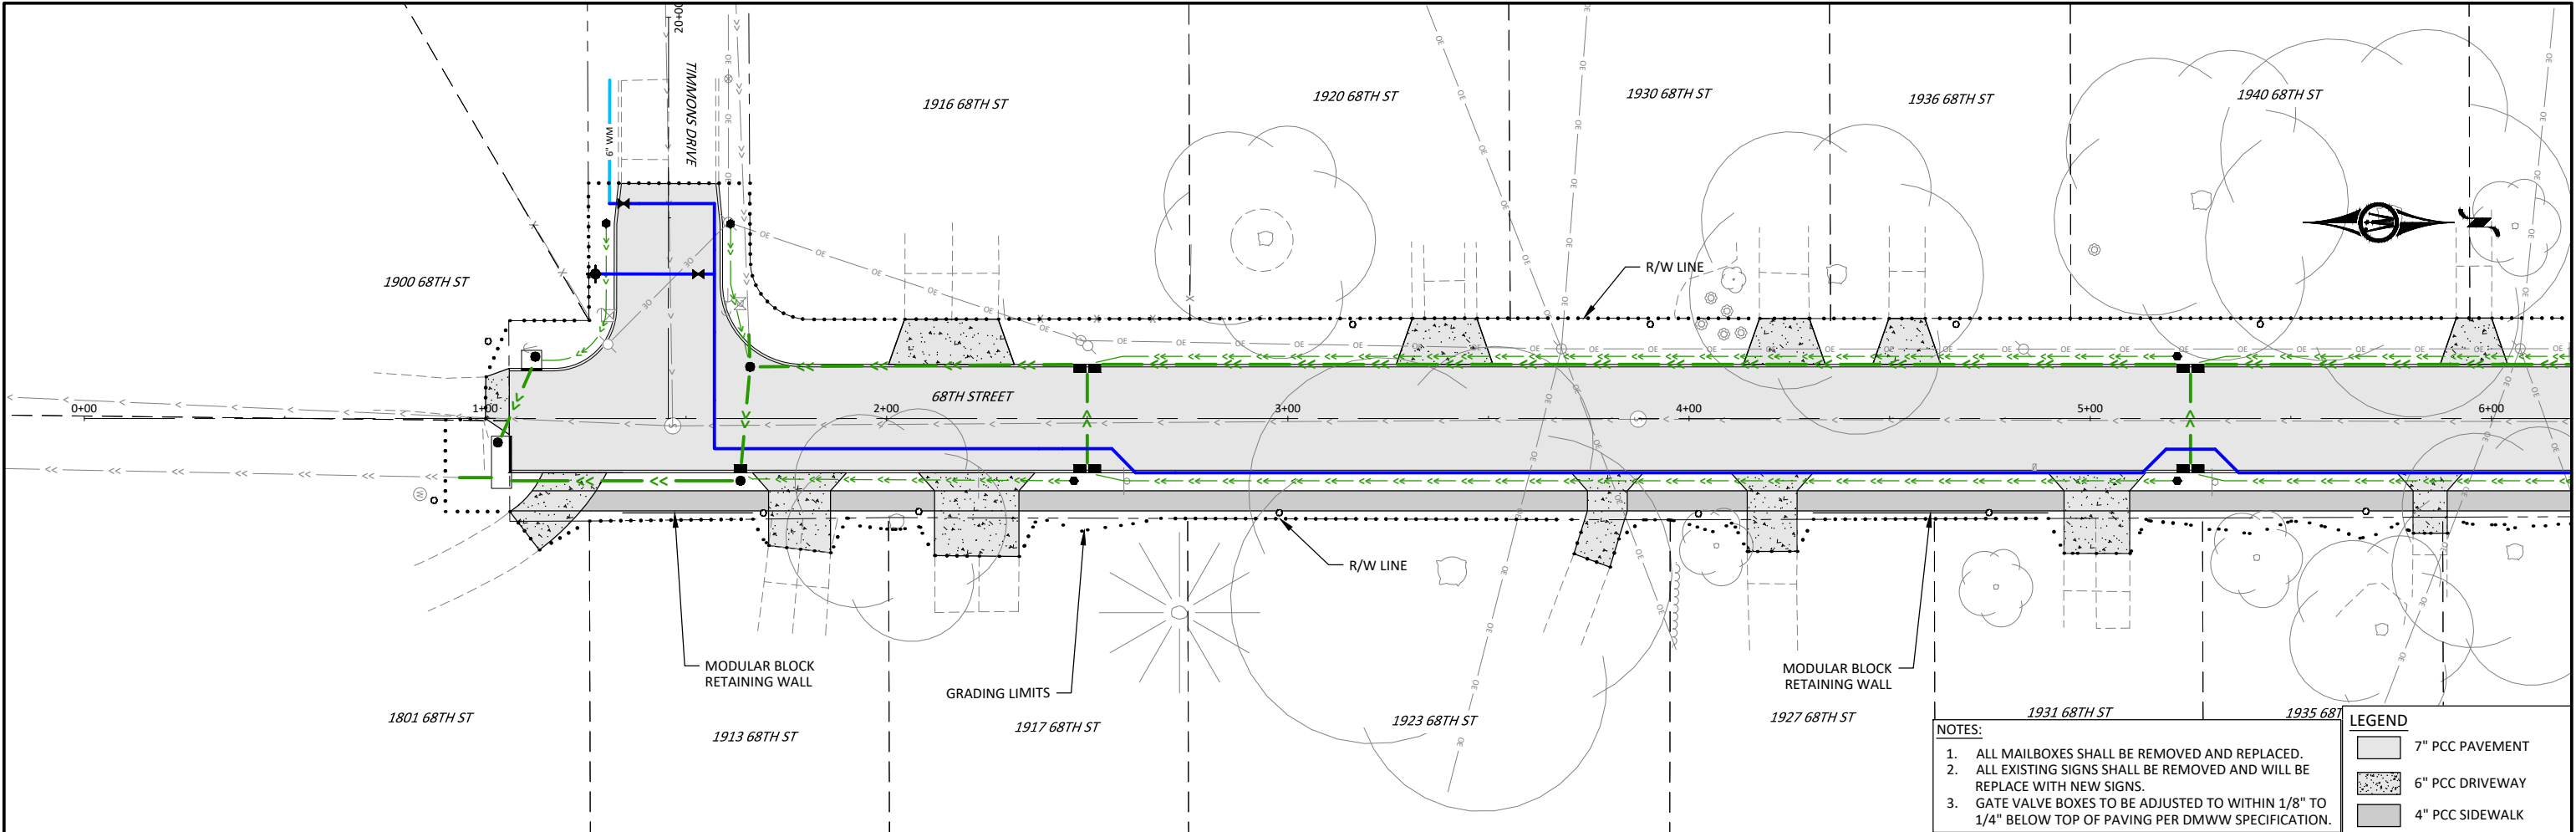 20+00
TIMMONS DRIVE
6" WM
1916 68TH ST
1920 68TH ST
1930 68TH ST
1936 68TH ST
1940 68TH ST
1900 68TH ST
R/W LINE
68TH STREET
0+00
1+00
2+00
3+00
4+00
5+00
6+00
R/W LINE
MODULAR BLOCK
RETAINING WALL
GRADING LIMITS
MODULAR BLOCK
RETAINING WALL
1801 68TH ST
1913 68TH ST
1917 68TH ST
1923 68TH ST
1927 68TH ST
1931 68TH ST
1935 68T
NOTES:
1. ALL MAILBOXES SHALL BE REMOVED AND REPLACED.
2. ALL EXISTING SIGNS SHALL BE REMOVED AND WILL BE
REPLACE WITH NEW SIGNS.
3. GATE VALVE BOXES TO BE ADJUSTED TO WITHIN 1/8" TO
1/4" BELOW TOP OF PAVING PER DMWW SPECIFICATION.
LEGEND
7" PCC PAVEMENT
6" PCC DRIVEWAY
4" PCC SIDEWALK